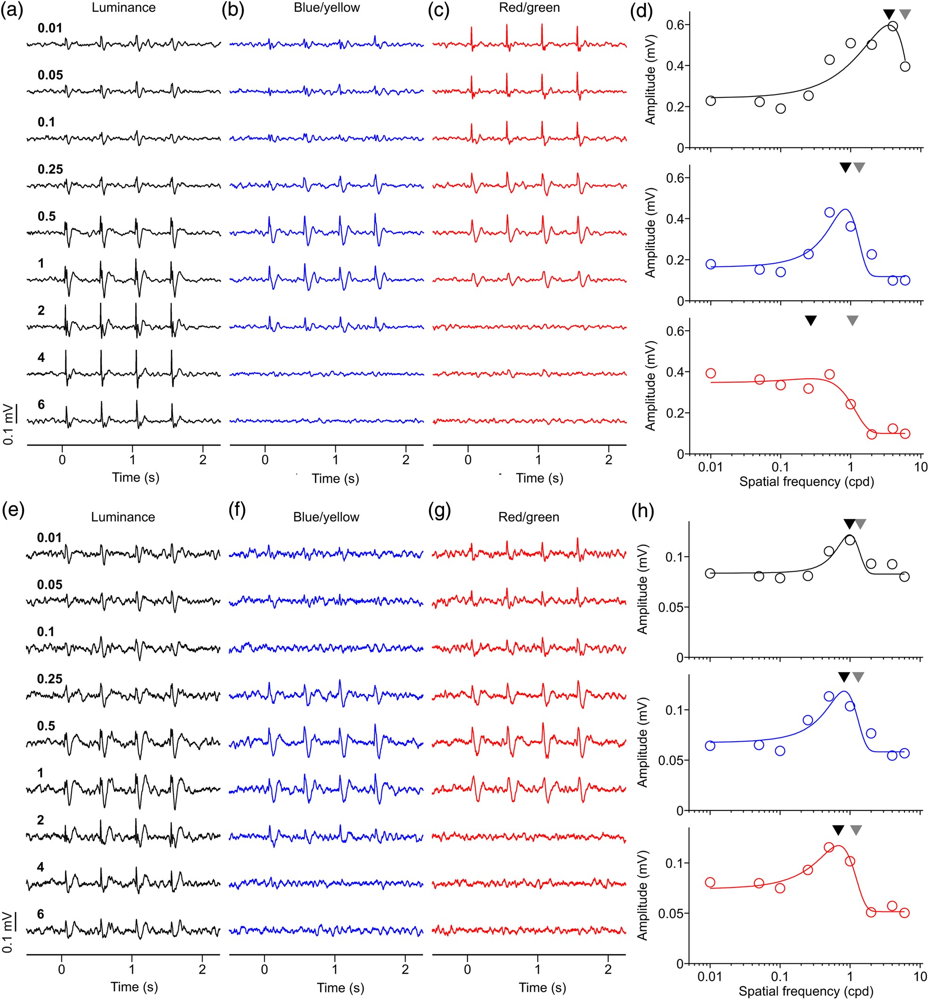 (a) Luminance (b) Blue/yellow (c) Red/green (d)
0.01
0.05
0.1
0.25
0.5
1
2
4
6
0.1 mV
0 1 2
Time (s)
0 1 2
Time (s)
0 1 2
Time (s)
0.6
0.4
0.2
0
Amplitude (mV)
0.6
0.4
0.2
0
Amplitude (mV)
0.6
0.4
0.2
0
Amplitude (mV)
0.01 0.1 1 10
Spatial frequency (cpd)
(e) Luminance (f) Blue/yellow (g) Red/green (h)
0.01
0.05
0.1
0.25
0.5
1
2
4
6
0.1 mV
0 1 2
Time (s)
0 1 2
Time (s)
0 1 2
Time (s)
0.1
0.05
0
Amplitude (mV)
0.1
0.05
0
Amplitude (mV)
0.1
0.05
0
Amplitude (mV)
0.01 0.1 1 10
Spatial frequency (cpd)